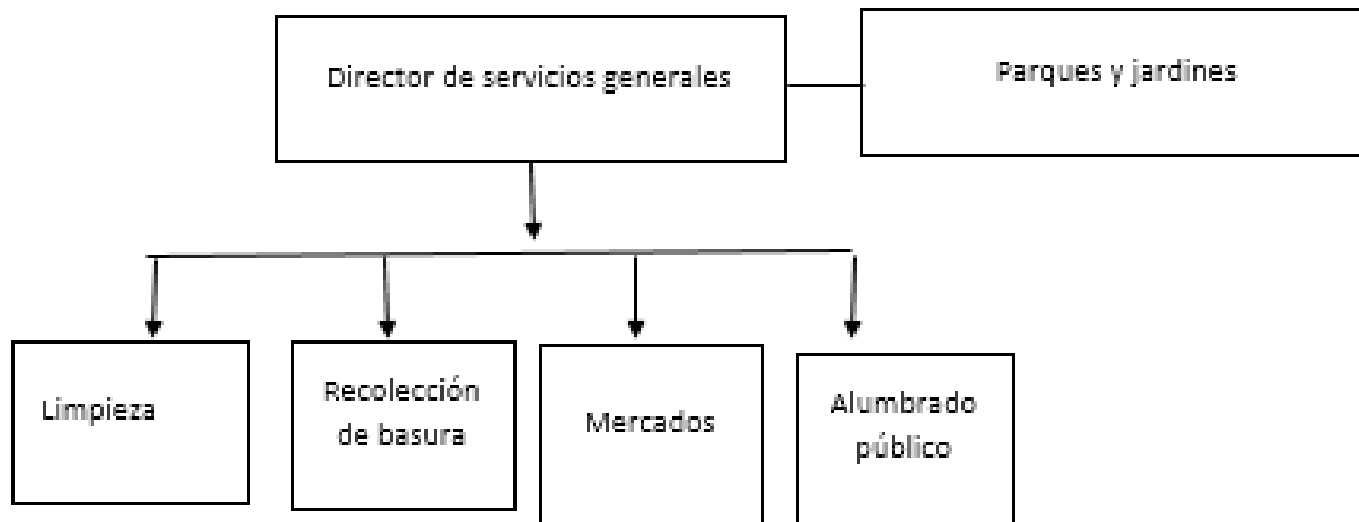 Director de servicios generales
Parques y jardines
Limpieza
Recolección
de basura
Mercados
Alumbrado
público